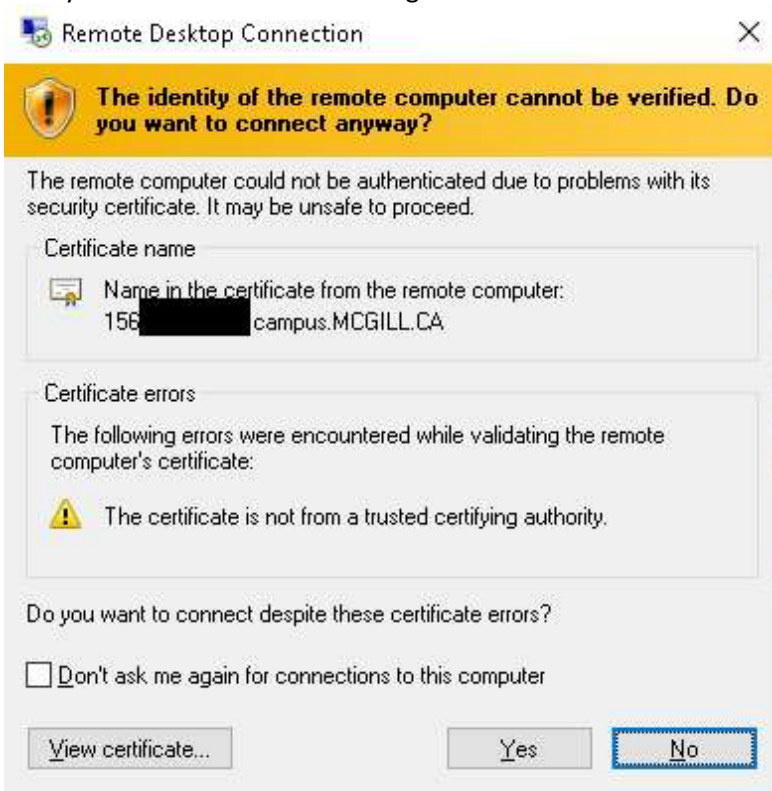 Remote Desktop Connection
The identity of the remote computer cannot be verified. Do
you want to connect anyway?
The remote computer could not be authenticated due to problems with its
security certificate. It may be unsafe to proceed.
Certificate name
Name in the certificate from the remote computer:
156 campus.MCGILL.CA
Certificate errors
The following errors were encountered while validating the remote
computer's certificate:
The certificate is not from a trusted certifying authority.
Do you want to connect despite these certificate errors?
Don't ask me again for connections to this computer
View certificate... Yes No